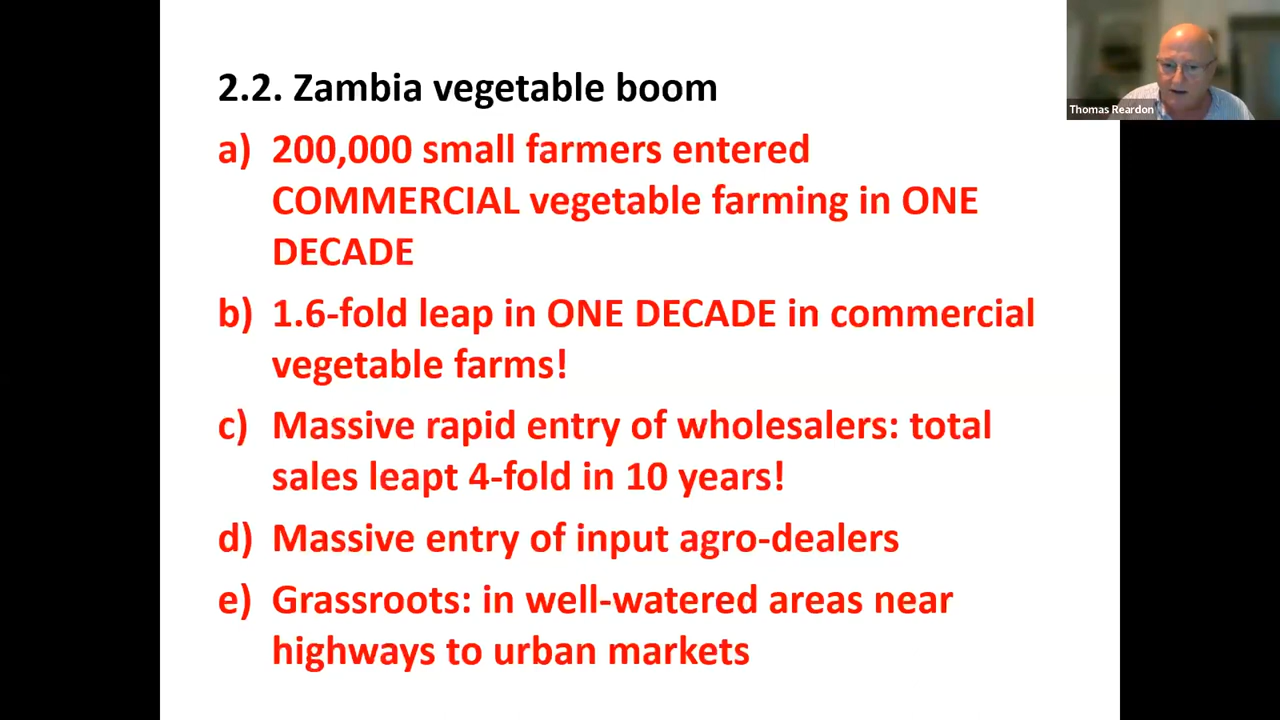 2.2. Zambia vegetable boom
a) 200,000 small farmers entered
COMMERCIAL vegetable farming in ONE
DECADE
b) 1.6-fold leap in ONE DECADE in commercial
vegetable farms!
c) Massive rapid entry of wholesalers: total
sales leapt 4-fold in 10 years!
d) Massive entry of input agro-dealers
e) Grassroots: in well-watered areas near
highways to urban markets
Thomas Reardon